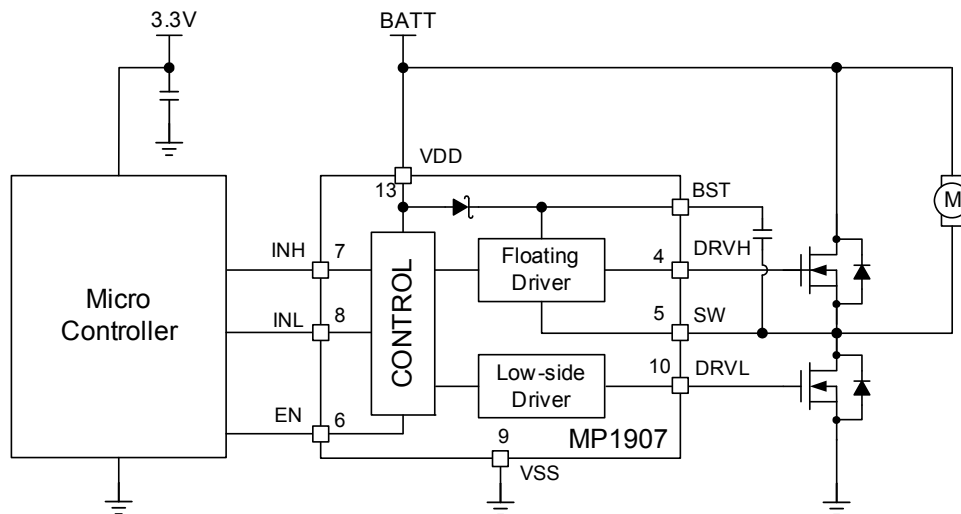 3.3V
BATT
VDD
13
BST
M
INH
7
Floating
Driver
4
DRVH
Micro
Controller
CONTROL
INL
8
5
SW
Low-side
Driver
10
DRVL
EN
6
MP1907
9
VSS